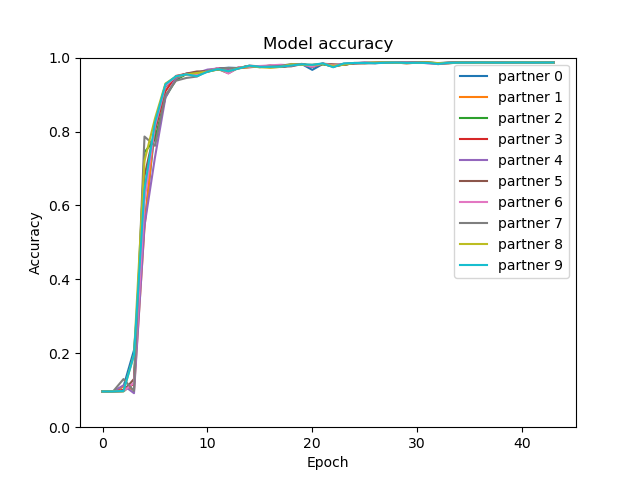 Model accuracy
1.0
0.8
0.6
0.4
0.2
0.0
Accuracy
0 10 20 30 40
Epoch
partner 0
partner 1
partner 2
partner 3
partner 4
partner 5
partner 6
partner 7
partner 8
partner 9